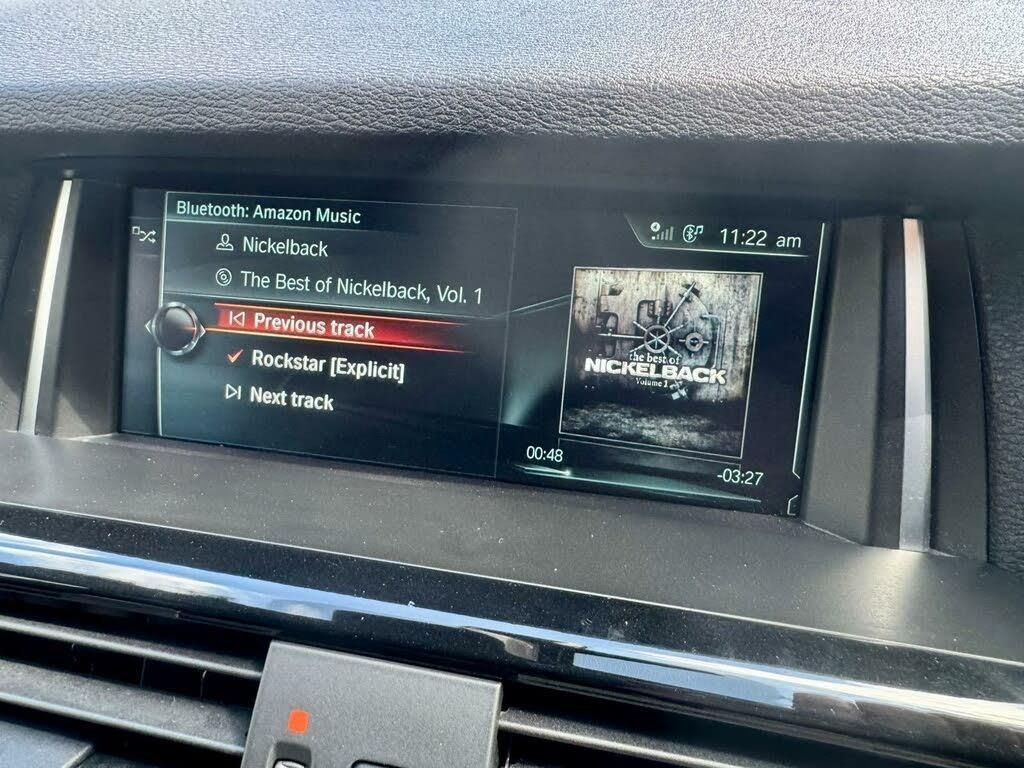 Bluetooth: Amazon Music
11:22 am
Nickelback
The Best of Nickelback, Vol. 1
Previous track
Rockstar [Explicit]
Next track
the best of
NICKELBACK
Volume 1
00:48
-03:27